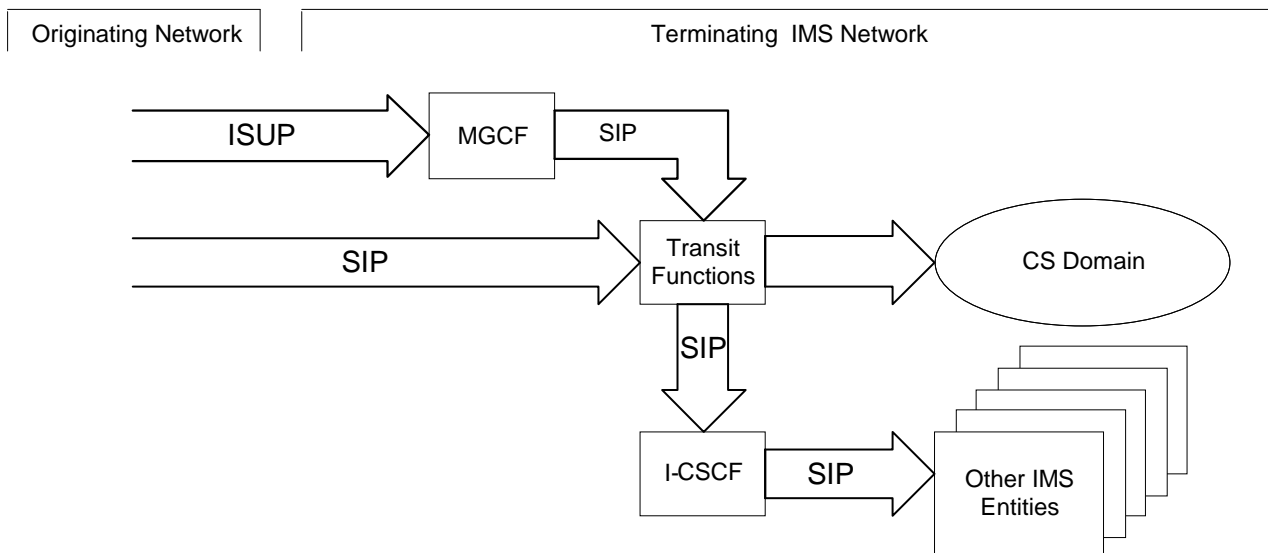 Originating Network
Terminating IMS Network
ISUP
MGCF
SIP
SIP
Transit
Functions
CS Domain
SIP
I-CSCF
SIP
Other IMS
Entities